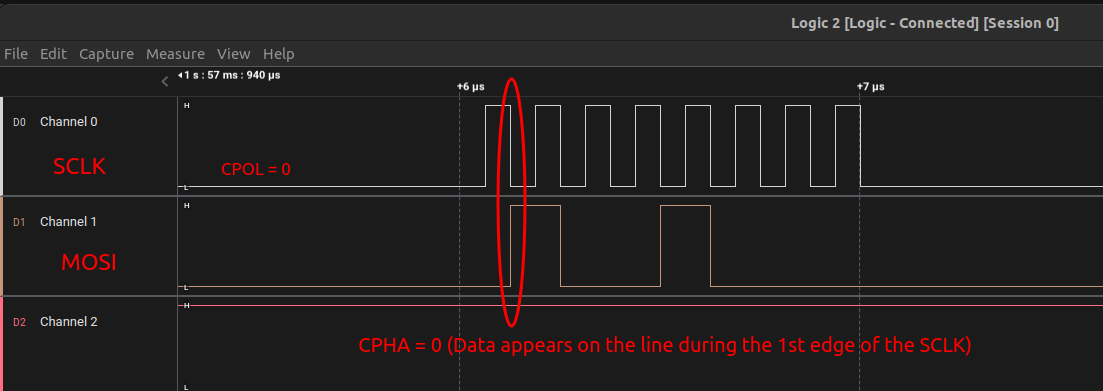 Logic 2 [Logic - Connected] [Session 0]
File Edit Capture Measure View Help
1 s : 57 ms : 940 µs
+6 µs
+7 µs
D0 Channel 0
H
SCLK
CPOL = 0
L
D1 Channel 1
H
MOSI
L
D2 Channel 2
H
CPHA = 0 (Data appears on the line during the 1st edge of the SCLK)
L